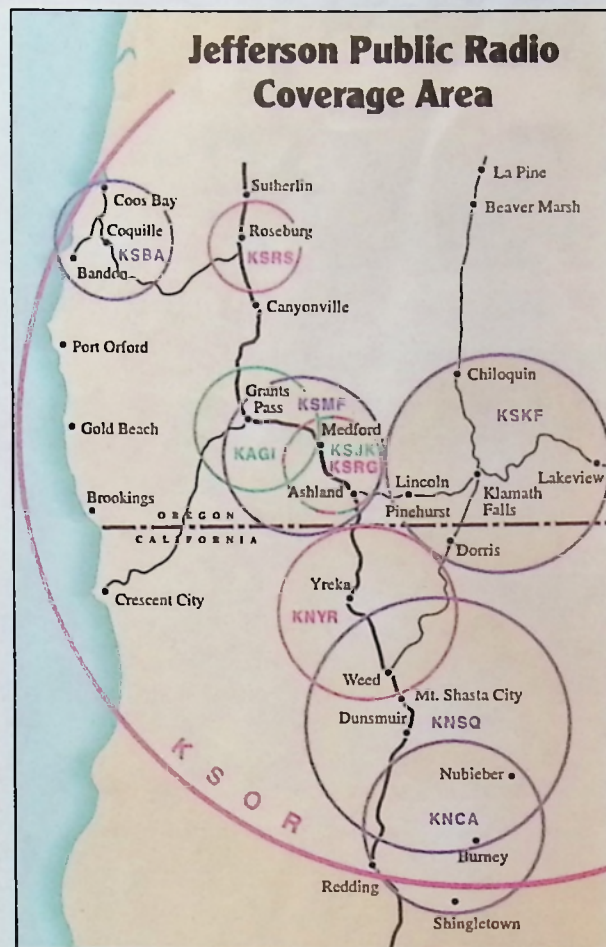 Jefferson Public Radio
Coverage Area
La Pine
Sutherlin
Coos Bay
Beaver Marsh
Coquille
KSBA
Roseburg
KSRS
Bandon
Canyonville
Port Orford
Chiloquin
Grants
Pass
KSMF
KSKF
Gold Beach
Medford
KAGI
KSJKY
KSRG
Lakeview
Ashland
Lincoln
Pinehurst
Klamath
Falls
Brookings
OREGON
CALIFORNIA
Dorris
Crescent City
Yreka
KNYR
Weed
Mt. Shasta City
Dunsmuir
KNSQ
KSOR
Nubieber
KNCA
Burney
Redding
Shingletown